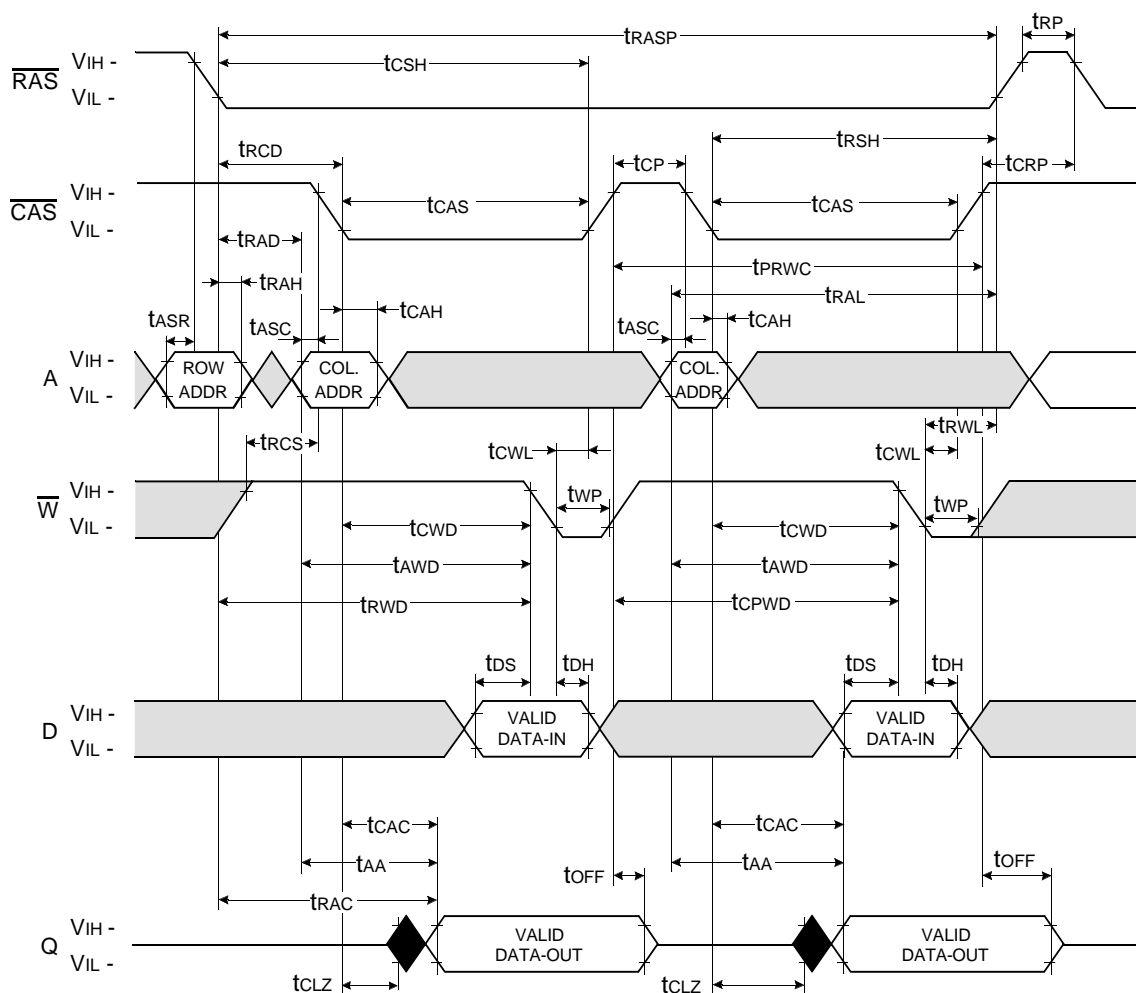 tRASP
tRP
tCSH
RAS
VIH -
VIL -
tRCD
tRSH
tCP
tCRP
CAS
VIH -
VIL -
tCAS
tCAS
tRAD
tPRWC
tRAH
tRAL
tCAH
tASR
tASC
tASC
tCAH
A
VIH -
VIL -
ROW
ADDR
COL.
ADDR
COL.
ADDR
tRWL
tRCS
tCWL
tCWL
W
VIH -
VIL -
tWP
tWP
tCWD
tCWD
tAWD
tAWD
tRWD
tCPWD
tDS
tDH
tDS
tDH
D
VIH -
VIL -
VALID
DATA-IN
VALID
DATA-IN
tCAC
tCAC
tAA
tAA
tOFF
tOFF
tRAC
Q
VIH -
VIL -
VALID
DATA-OUT
VALID
DATA-OUT
tCLZ
tCLZ